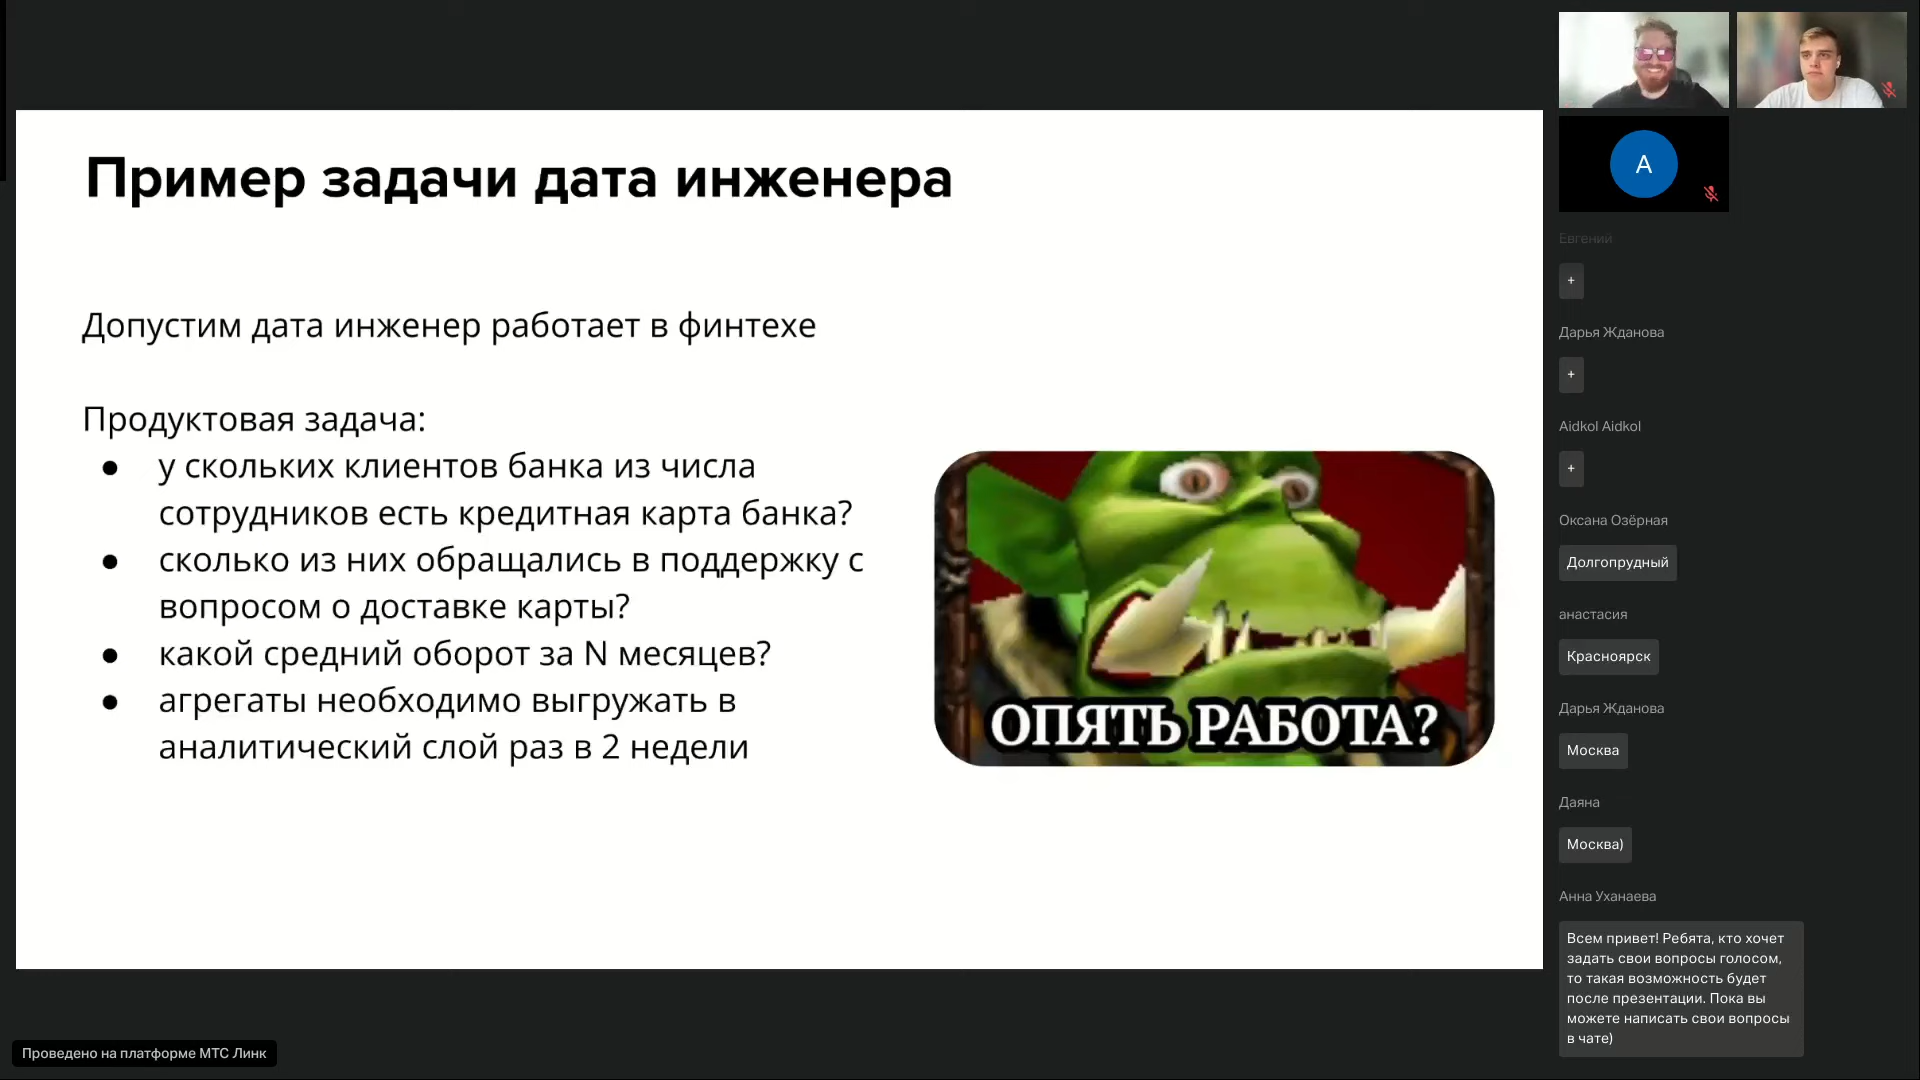 Пример задачи дата инженера
Допустим дата инженер работает в финтехе
Продуктовая задача:
● у скольких клиентов банка из числа
сотрудников есть кредитная карта банка?
● сколько из них обращались в поддержку с
вопросом о доставке карты?
● какой средний оборот за N месяцев?
● агрегаты необходимо выгружать в
аналитический слой раз в 2 недели
ОПЯТЬ РАБОТА?
A
Евгений
+
Дарья Жданова
+
Aidkol Aidkol
+
Оксана Озёрная
Долгопрудный
анастасия
Красноярск
Дарья Жданова
Москва
Даяна
Москва)
Анна Уханаева
Всем привет! Ребята, кто хочет
задать свои вопросы голосом,
то такая возможность будет
после презентации. Пока вы
можете написать свои вопросы
в чате)
Проведено на платформе МТС Линк